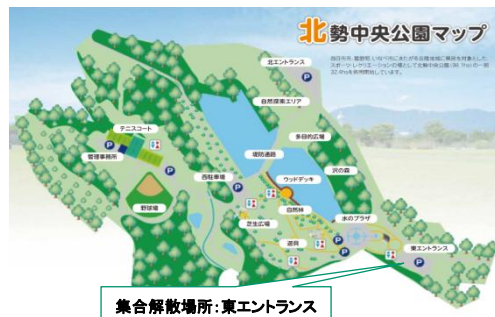 北勢中央公園マップ
北エントランス
P
自然探索エリア
テニスコート
多目的広場
P
管理事務所
堤防通路
P
西駐車場
沢の森
P
ウッドデッキ
野球場
自然林
芝生広場
水のプラザ
P
遊具
P
東エントランス
P
集合解散場所：東エントランス